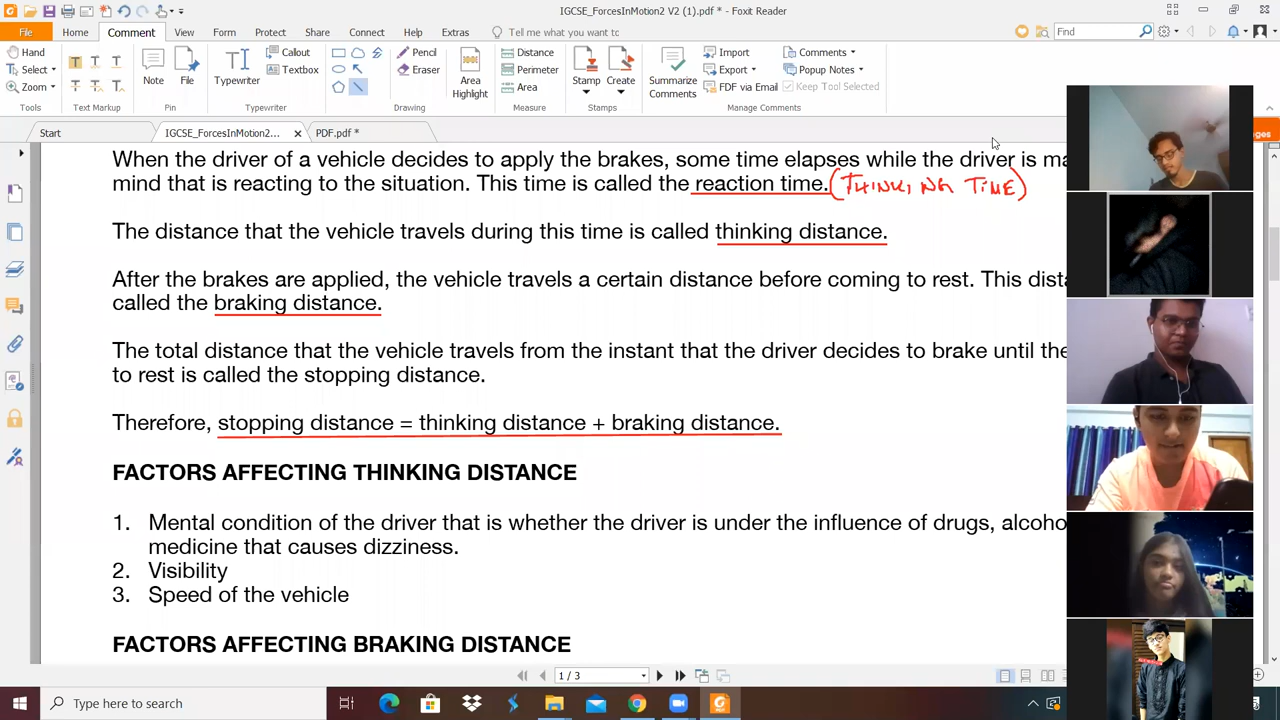 IGCSE_ForcesInMotion2 V2 (1).pdf * - Foxit Reader
File Home Comment View Form Protect Share Connect Help Extras Tell me what you want to Find
Hand Select Zoom Tools
Text Markup
Note File Pin
Typewriter Callout Textbox Typewriter
Pencil Eraser Area Highlight Drawing
Distance Perimeter Area Measure
Stamp Create Stamps
Summarize Comments Import Export FDF via Email Comments Popup Notes Keep Tool Selected Manage Comments
Start IGCSE_ForcesInMotion2... PDF.pdf *
When the driver of a vehicle decides to apply the brakes, some time elapses while the driver is ma
mind that is reacting to the situation. This time is called the reaction time. (THINKING TIME)
The distance that the vehicle travels during this time is called thinking distance.
After the brakes are applied, the vehicle travels a certain distance before coming to rest. This dista
called the braking distance.
The total distance that the vehicle travels from the instant that the driver decides to brake until the
to rest is called the stopping distance.
Therefore, stopping distance = thinking distance + braking distance.
FACTORS AFFECTING THINKING DISTANCE
1. Mental condition of the driver that is whether the driver is under the influence of drugs, alcoho
medicine that causes dizziness.
2. Visibility
3. Speed of the vehicle
FACTORS AFFECTING BRAKING DISTANCE
1 / 3
Type here to search